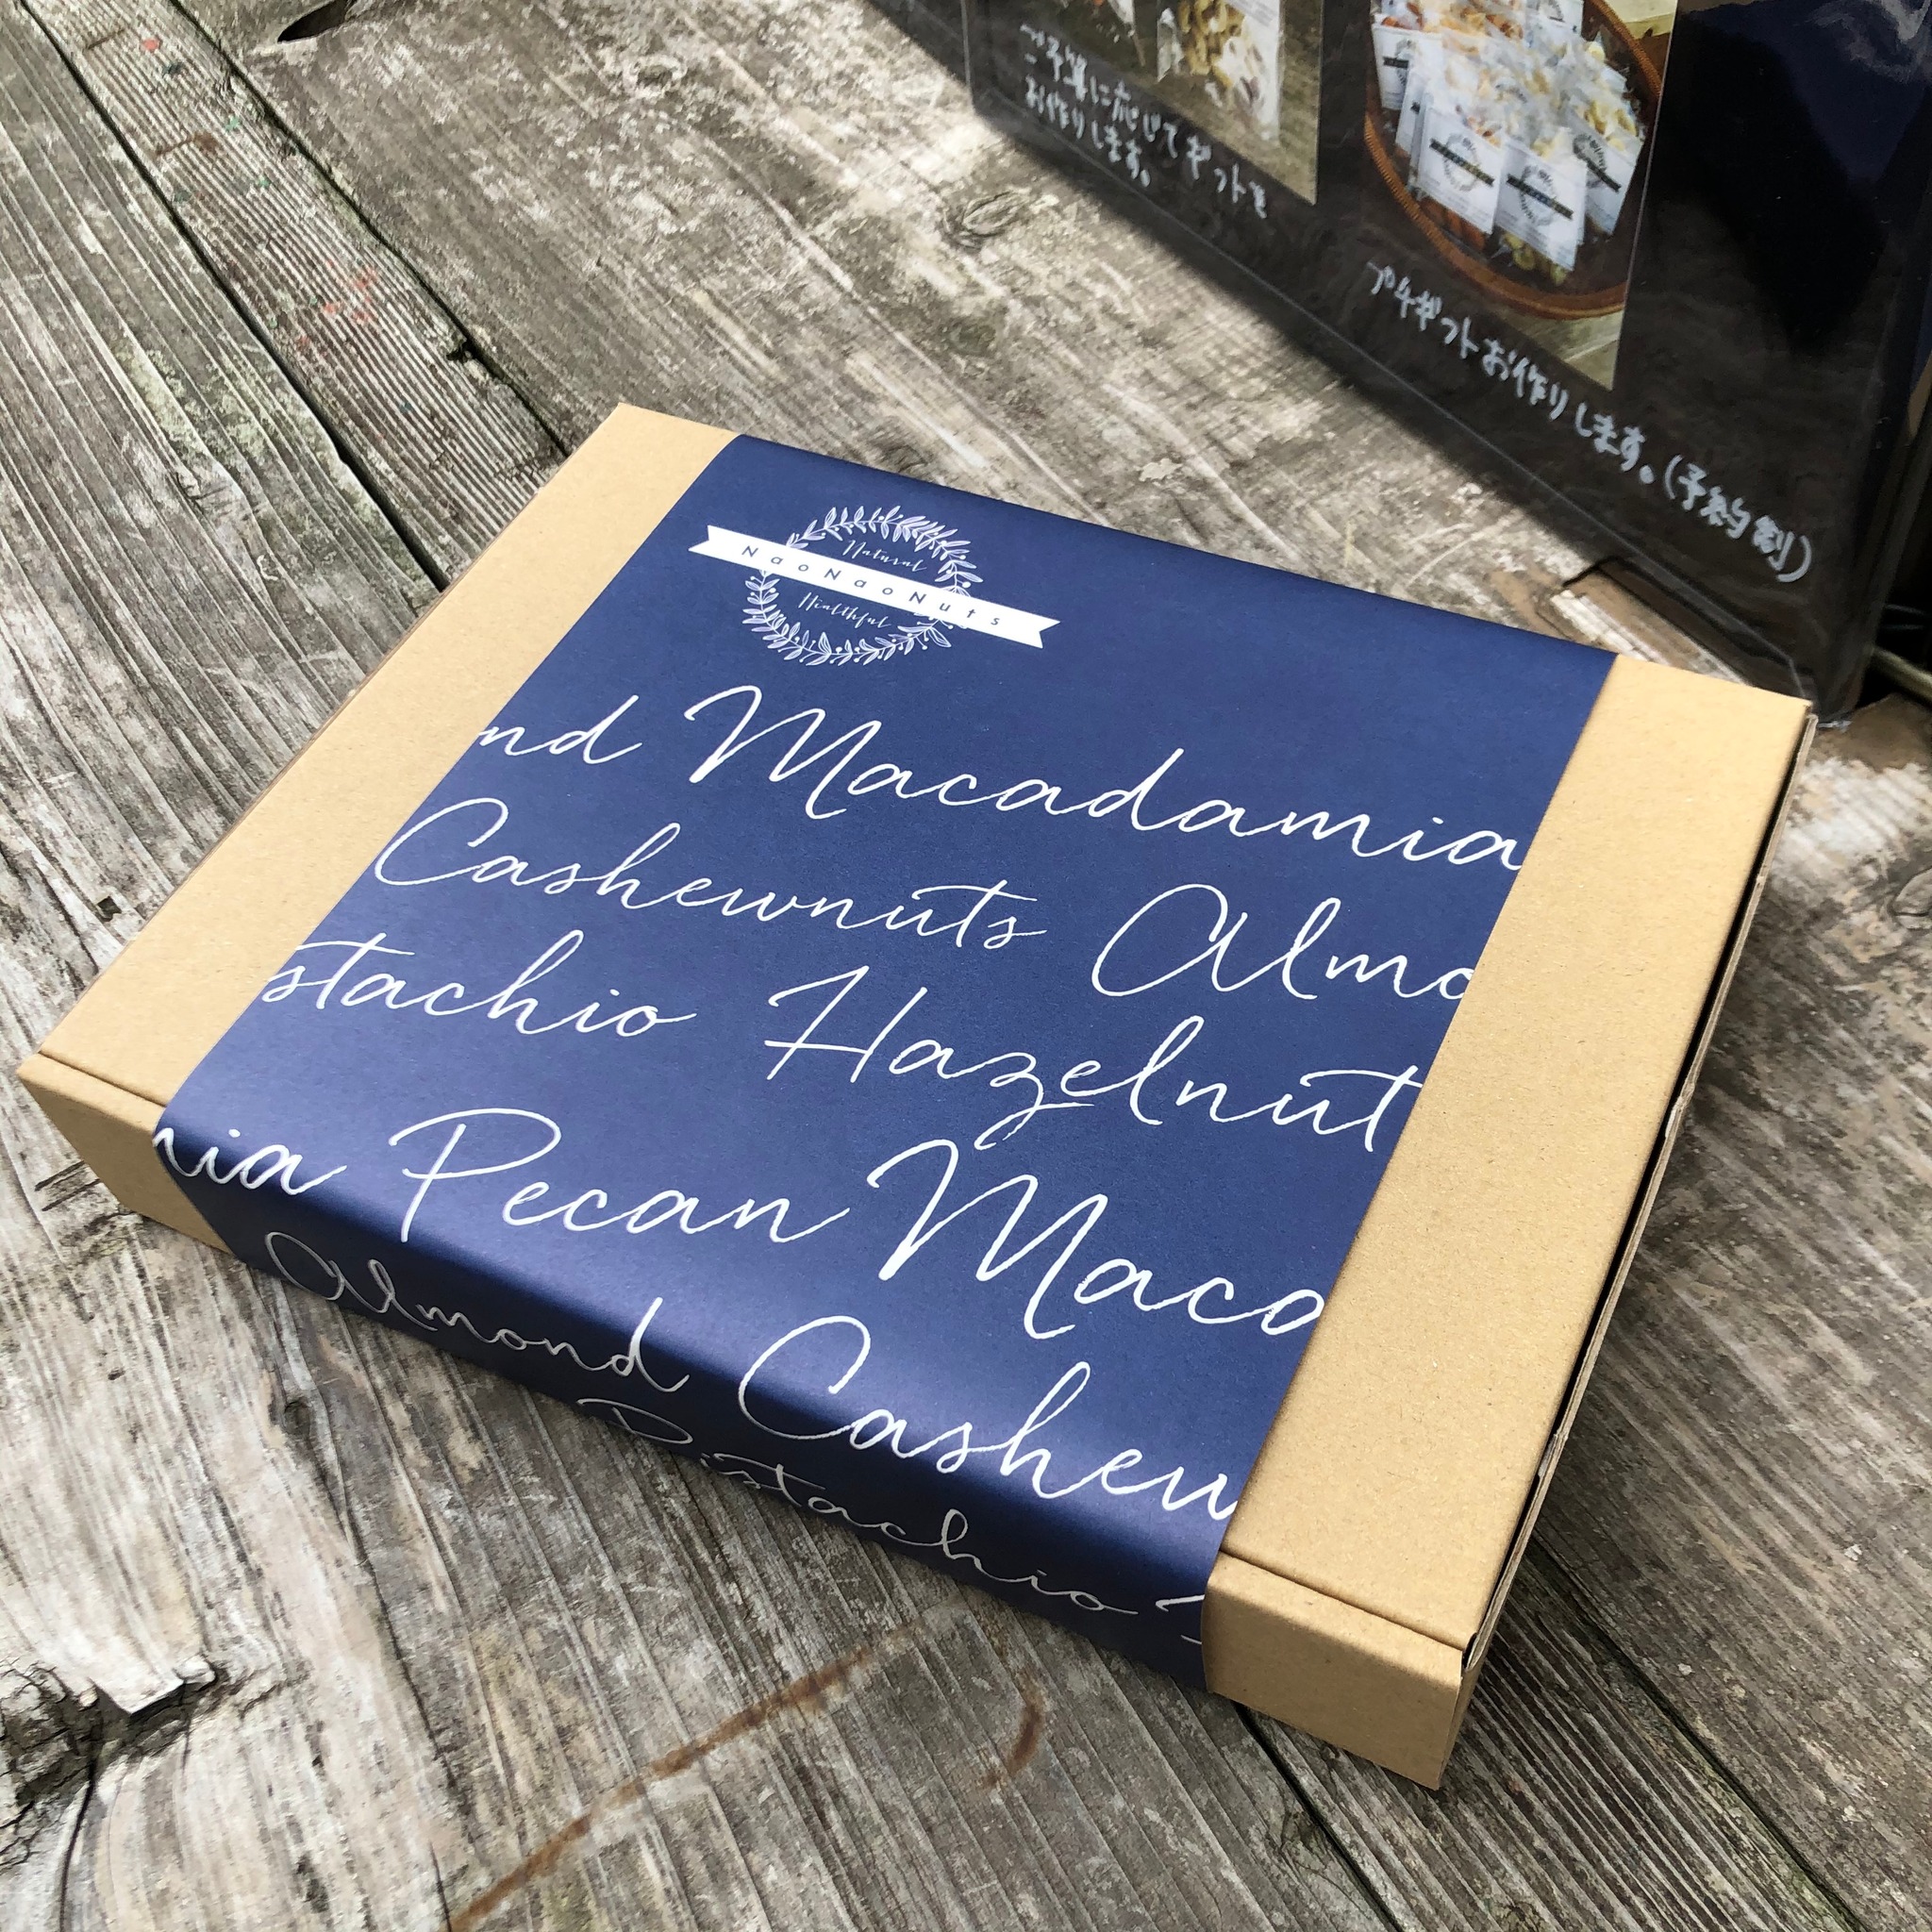 ご予算に応じてギフトを
お作りします。
プチギフトお作りします。(予約制)
Natural
NaoNaoNuts
Healthful
nd Macadamia
Cashewnuts Almo
stachio Hazelnut
nia Pecan Maca
Almond Cashew
Pistachio